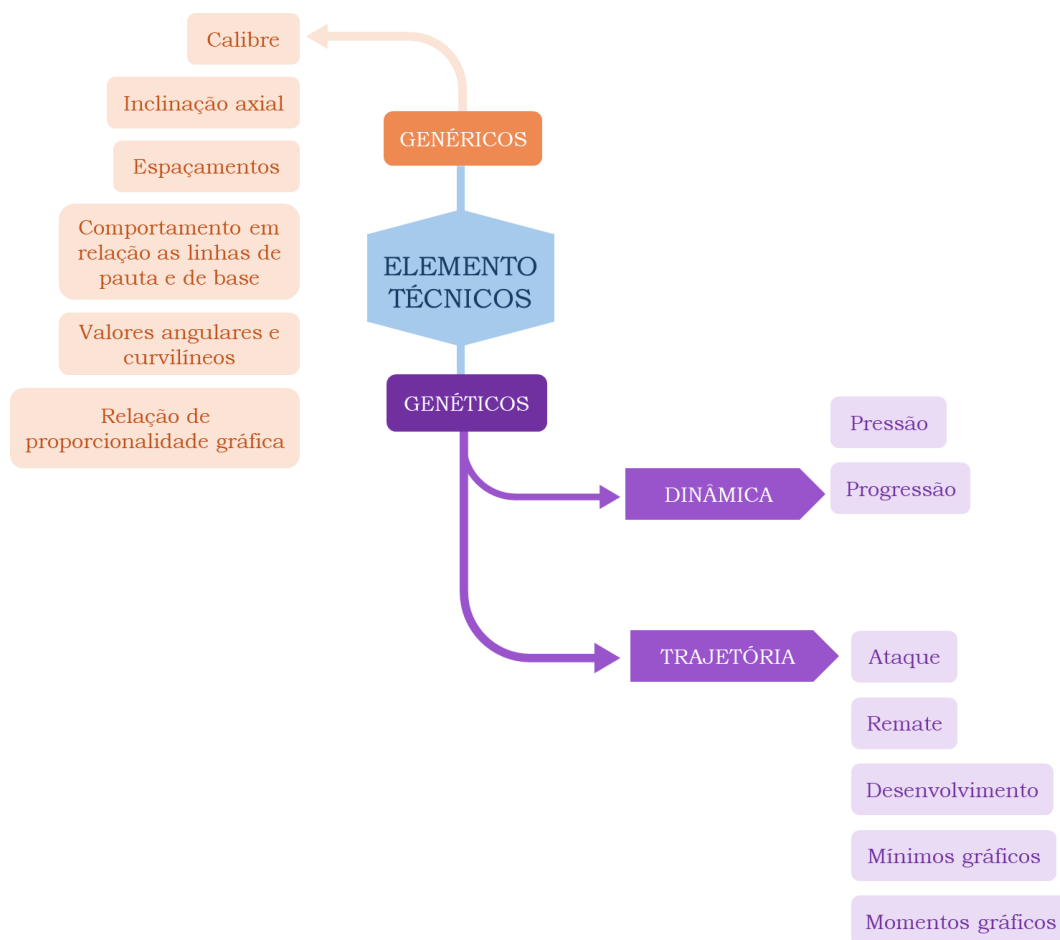 Calibre
Inclinação axial
Espaçamentos
Comportamento em
relação as linhas de
pauta e de base
Valores angulares e
curvilíneos
Relação de
proporcionalidade gráfica
GENÉRICOS
ELEMENTO
TÉCNICOS
GENÉTICOS
DINÂMICA
Pressão
Progressão
TRAJETÓRIA
Ataque
Remate
Desenvolvimento
Mínimos gráficos
Momentos gráficos